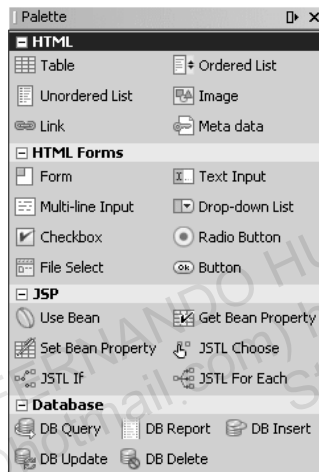 Palette
HTML
Table
Ordered List
Unordered List
Image
Link
Meta data
HTML Forms
Form
Text Input
Multi-line Input
Drop-down List
Checkbox
Radio Button
File Select
Button
JSP
Use Bean
Get Bean Property
Set Bean Property
JSTL Choose
JSTL If
JSTL For Each
Database
DB Query
DB Report
DB Insert
DB Update
DB Delete